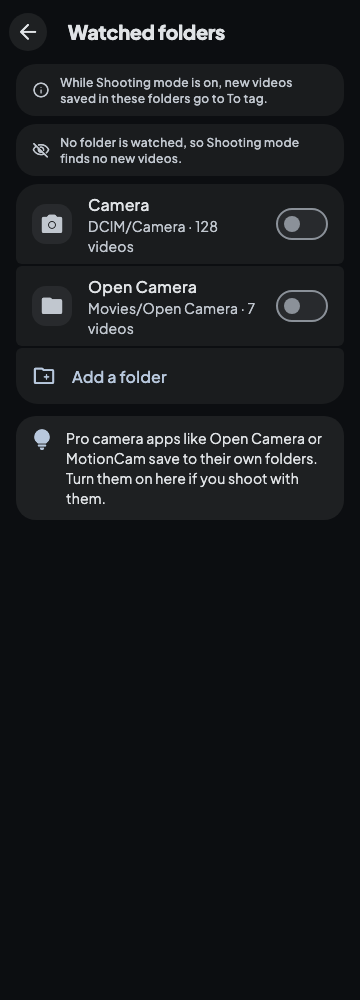 Watched folders
While Shooting mode is on, new videos
saved in these folders go to To tag.
No folder is watched, so Shooting mode
finds no new videos.
Camera
DCIM/Camera · 128
videos
Open Camera
Movies/Open Camera · 7
videos
Add a folder
Pro camera apps like Open Camera or
MotionCam save to their own folders.
Turn them on here if you shoot with
them.